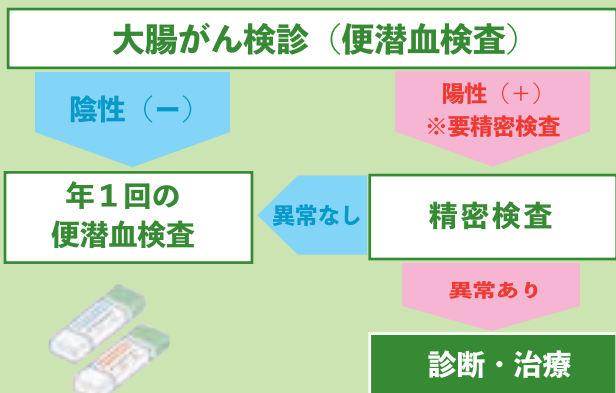 大腸がん検診（便潜血検査）
陰性（ー）
陽性（＋）
※要精密検査
年１回の
便潜血検査
異常なし
精密検査
異常あり
診断・治療